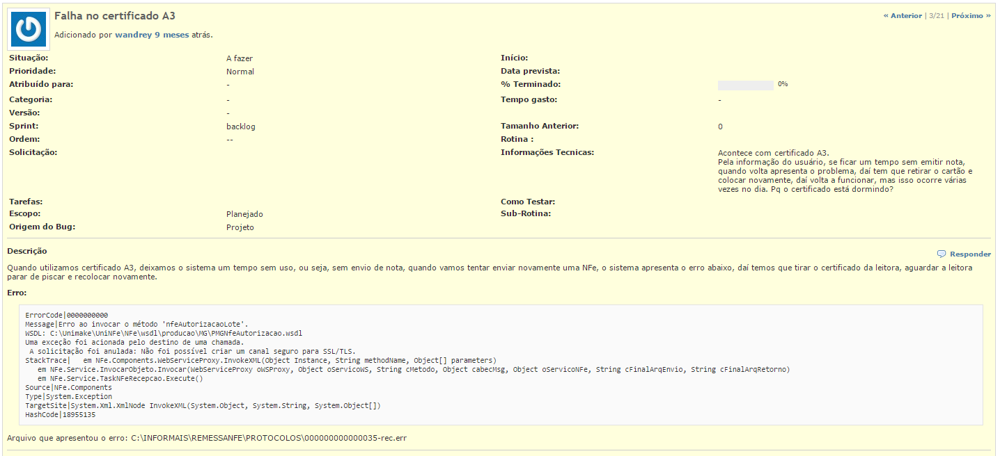 Falha no certificado A3
« Anterior | 3/21 | Próximo »
Adicionado por wandrey 9 meses atrás.
Situação: A fazer Início:
Prioridade: Normal Data prevista:
Atribuído para: - % Terminado: 0%
Categoria: - Tempo gasto: -
Versão: -
Sprint: backlog Tamanho Anterior: 0
Ordem: -- Rotina :
Solicitação: Informações Tecnicas: Acontece com certificado A3.
Pela informação do usuário, se ficar um tempo sem emitir nota,
quando volta apresenta o problema, daí tem que retirar o cartão e
colocar novamente, daí volta a funcionar, mas isso ocorre várias
vezes no dia. Pq o certificado está dormindo?
Tarefas: Como Testar:
Escopo: Planejado Sub-Rotina:
Origem do Bug: Projeto
Descrição
Responder
Quando utilizamos certificado A3, deixamos o sistema um tempo sem uso, ou seja, sem envio de nota, quando vamos tentar enviar novamente uma NFe, o sistema apresenta o erro abaixo, daí temos que tirar o certificado da leitora, aguardar a leitora
parar de piscar e recolocar novamente.
Erro:
ErrorCode|0000000000
Message|Erro ao invocar o método 'nfeAutorizacaoLote'.
WSDL: C:\Unimake\UniNFe\NFe\wsdl\producao\MG\PMGNfeAutorizacao.wsdl
Uma exceção foi acionada pelo destino de uma chamada.
A solicitação foi anulada: Não foi possível criar um canal seguro para SSL/TLS.
StackTrace| em NFe.Components.WebServiceProxy.InvokeXML(Object Instance, String methodName, Object[] parameters)
em NFe.Service.InvocarObjeto.Invocar(WebServiceProxy oWSProxy, Object oServicoWS, String cMetodo, Object cabecMsg, Object oServicoNFe, String cFinalArqEnvio, String cFinalArqRetorno)
em NFe.Service.TaskNFeRecepcao.Execute()
Source|NFe.Components
Type|System.Exception
TargetSite|System.Xml.XmlNode InvokeXML(System.Object, System.String, System.Object[])
HashCode|18955135
Arquivo que apresentou o erro: C:\INFORMAIS\REMESSANFE\PROTOCOLOS\000000000000035-rec.err